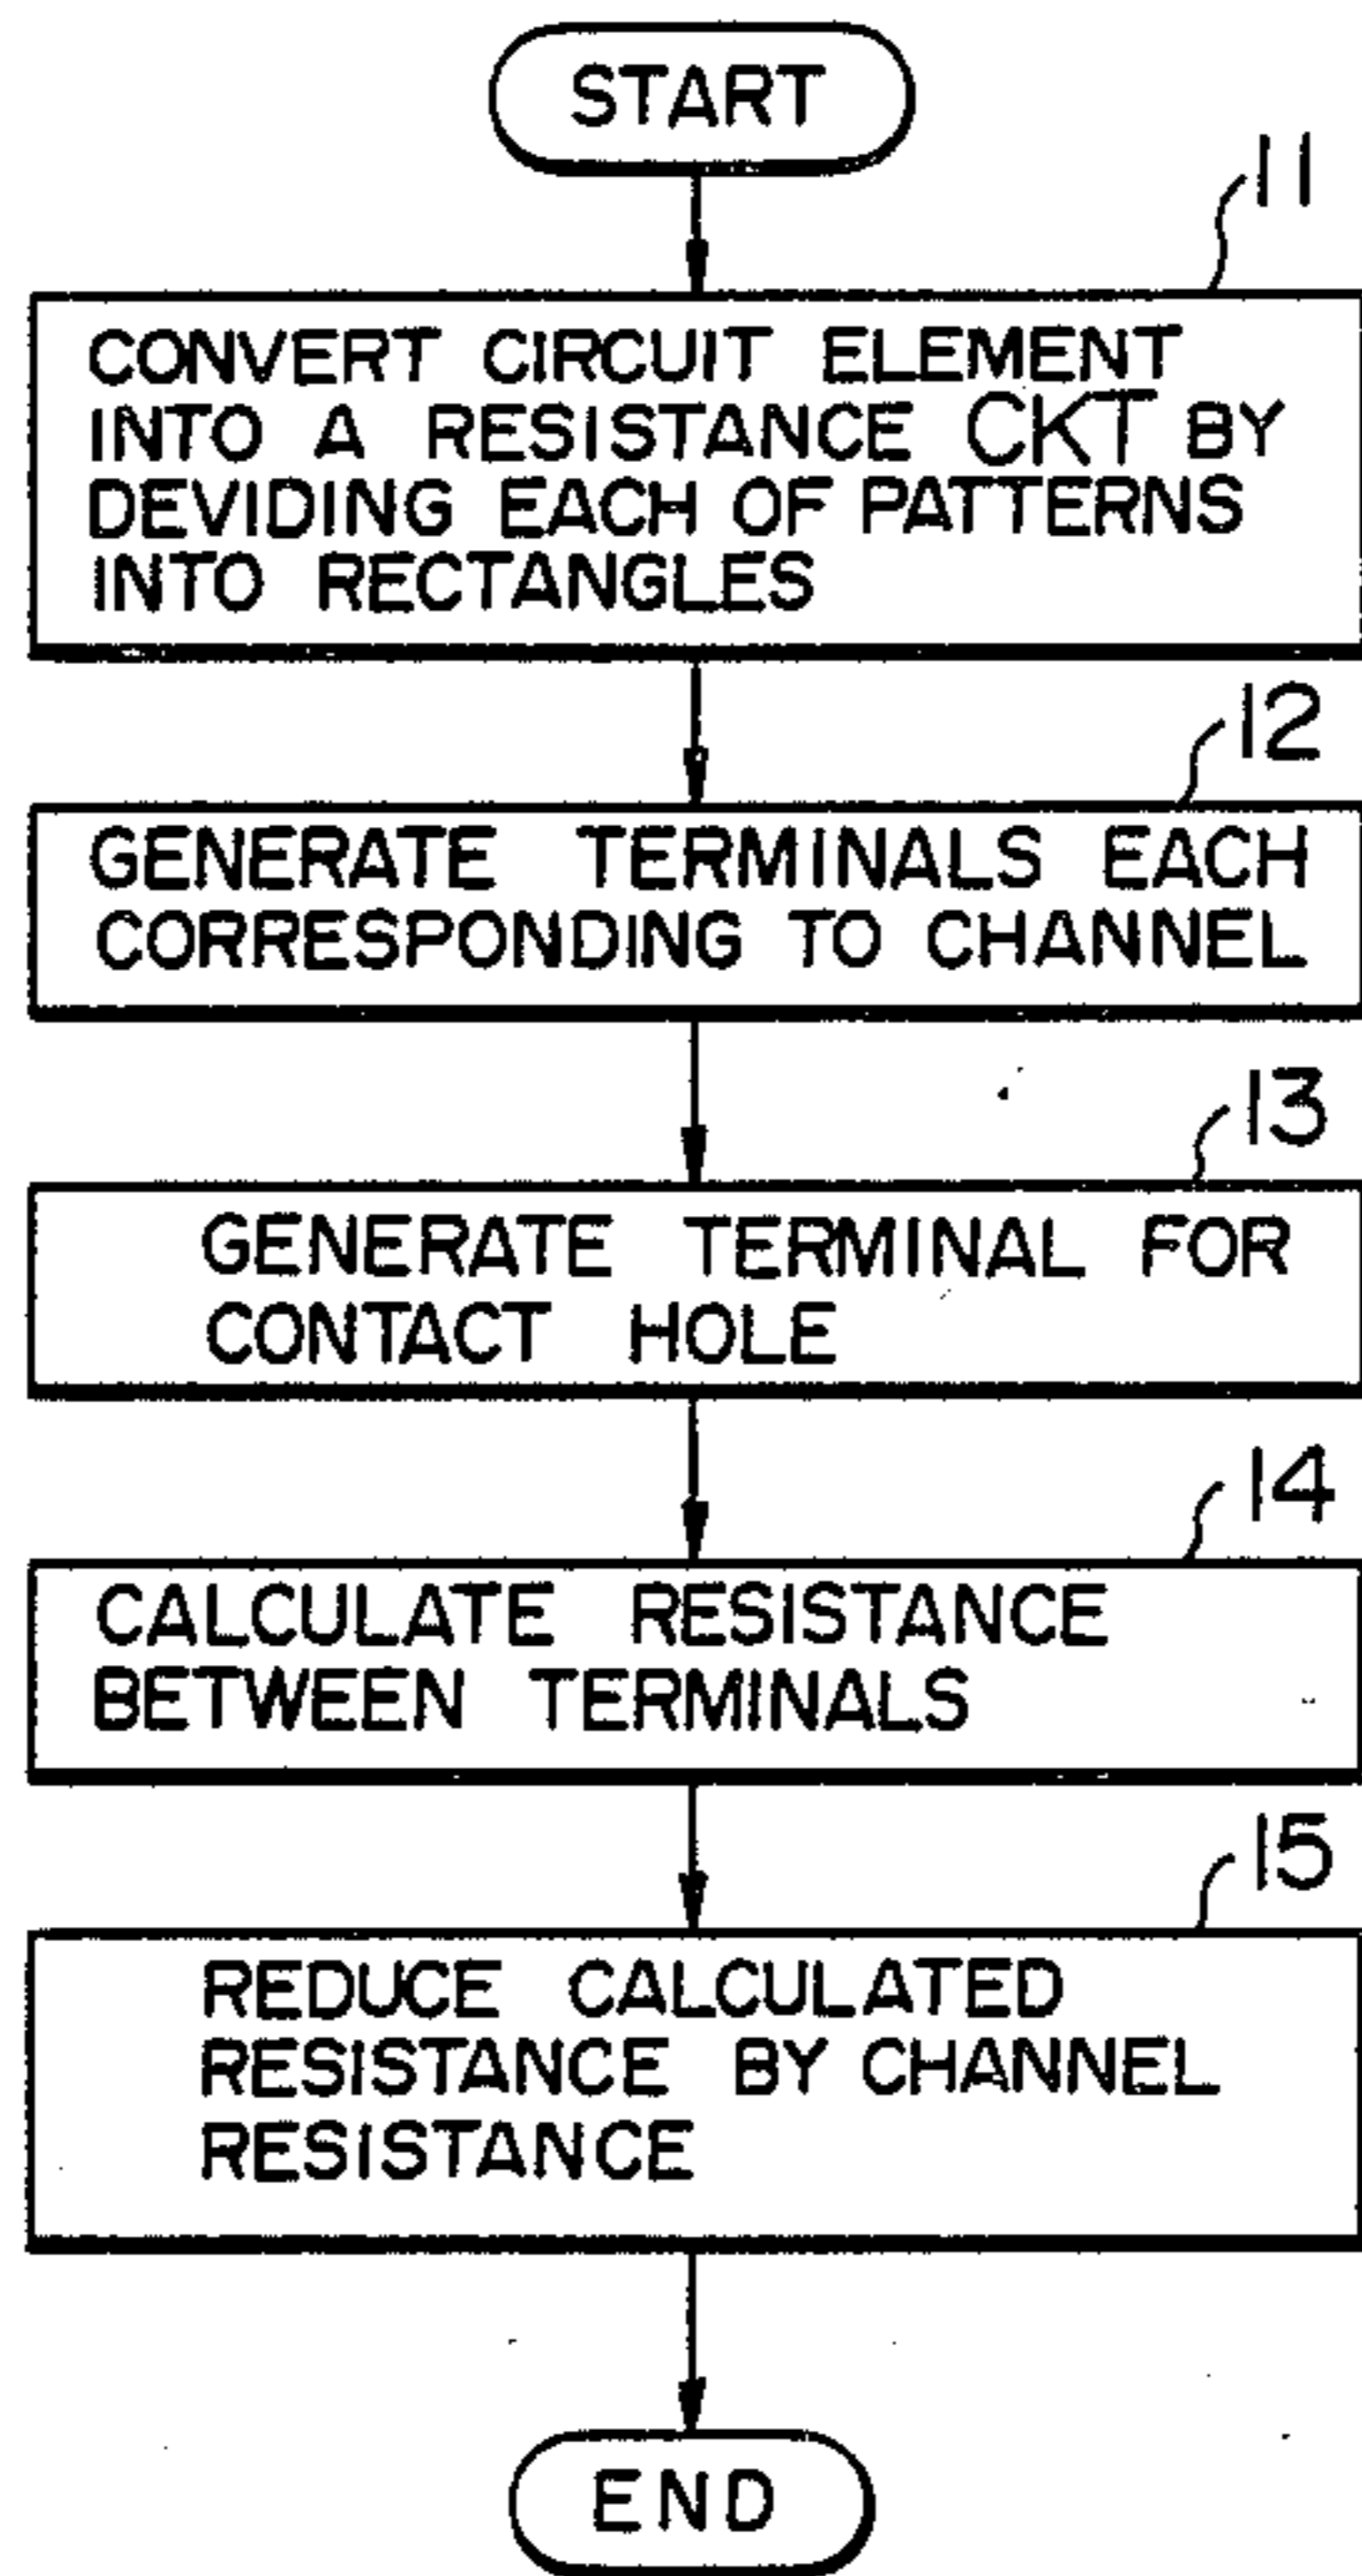 START
11
CONVERT CIRCUIT ELEMENT
INTO A RESISTANCE CKT BY
DEVIDING EACH OF PATTERNS
INTO RECTANGLES
12
GENERATE TERMINALS EACH
CORRESPONDING TO CHANNEL
13
GENERATE TERMINAL FOR
CONTACT HOLE
14
CALCULATE RESISTANCE
BETWEEN TERMINALS
15
REDUCE CALCULATED
RESISTANCE BY CHANNEL
RESISTANCE
END